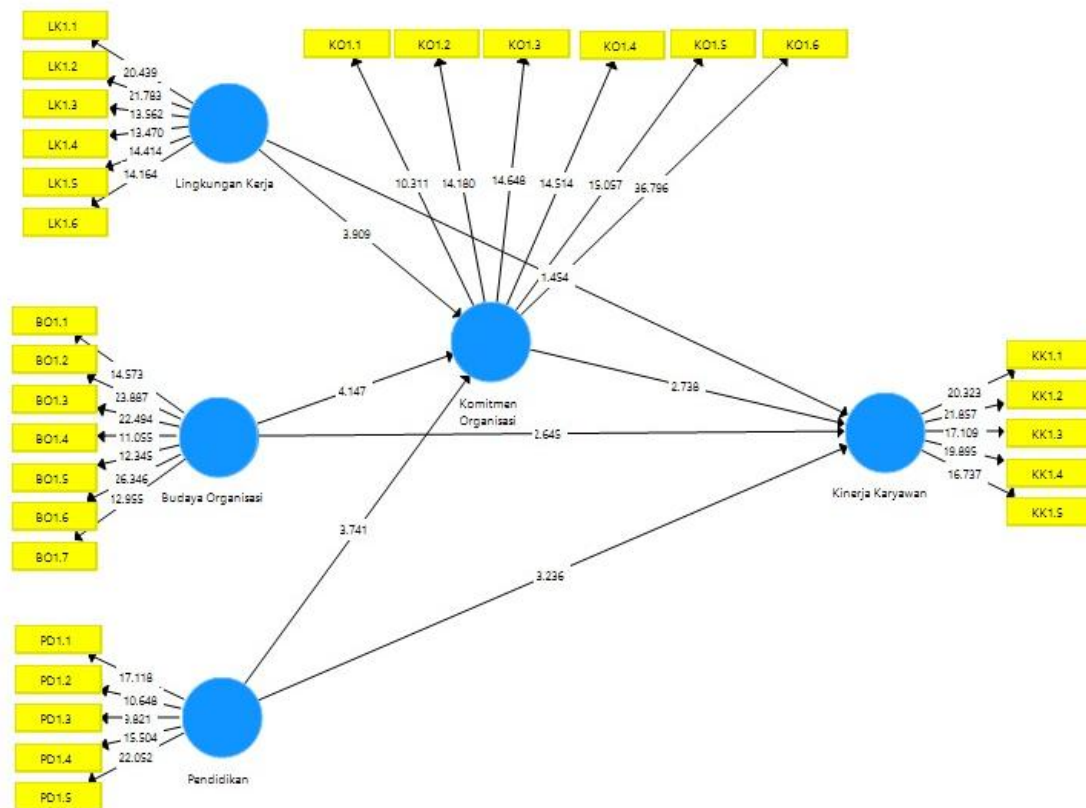 LK1.1
LK1.2
LK1.3
LK1.4
LK1.5
LK1.6
20.439
21.783
13.562
13.470
14.414
14.164
Lingkungan Kerja
KO1.1
KO1.2
KO1.3
KO1.4
KO1.5
KO1.6
10.311
14.180
14.648
14.514
15.057
36.796
3.909
1.454
BO1.1
BO1.2
BO1.3
BO1.4
BO1.5
BO1.6
BO1.7
14.573
23.887
22.494
11.055
12.345
26.346
12.955
Budaya Organisasi
4.147
Komitmen
Organisasi
2.738
2.645
KK1.1
KK1.2
KK1.3
KK1.4
KK1.5
20.323
21.857
17.109
19.895
16.737
Kinerja Karyawan
3.741
3.236
PD1.1
PD1.2
PD1.3
PD1.4
PD1.5
17.118
10.648
9.821
15.504
22.052
Pendidikan